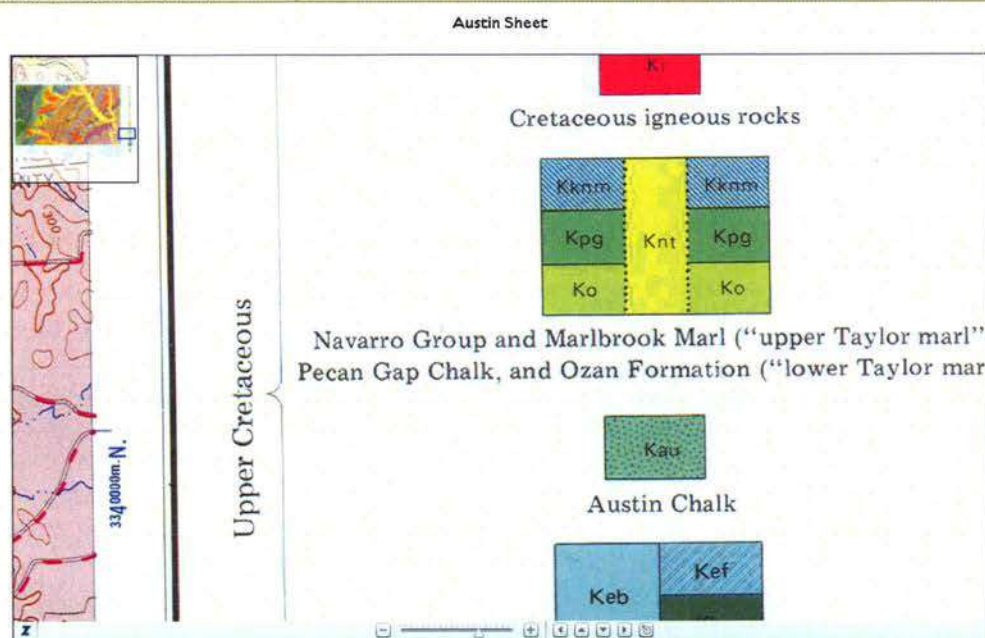 Austin Sheet
Cretaceous igneous rocks
Kknm Kknm
Kpg Knt Kpg
Ko Ko
Navarro Group and Marlbrook Marl ("upper Taylor marl"
Pecan Gap Chalk, and Ozan Formation ("lower Taylor mar
Upper Cretaceous
Kau
Austin Chalk
Keb Kef
300
3340000m.N.